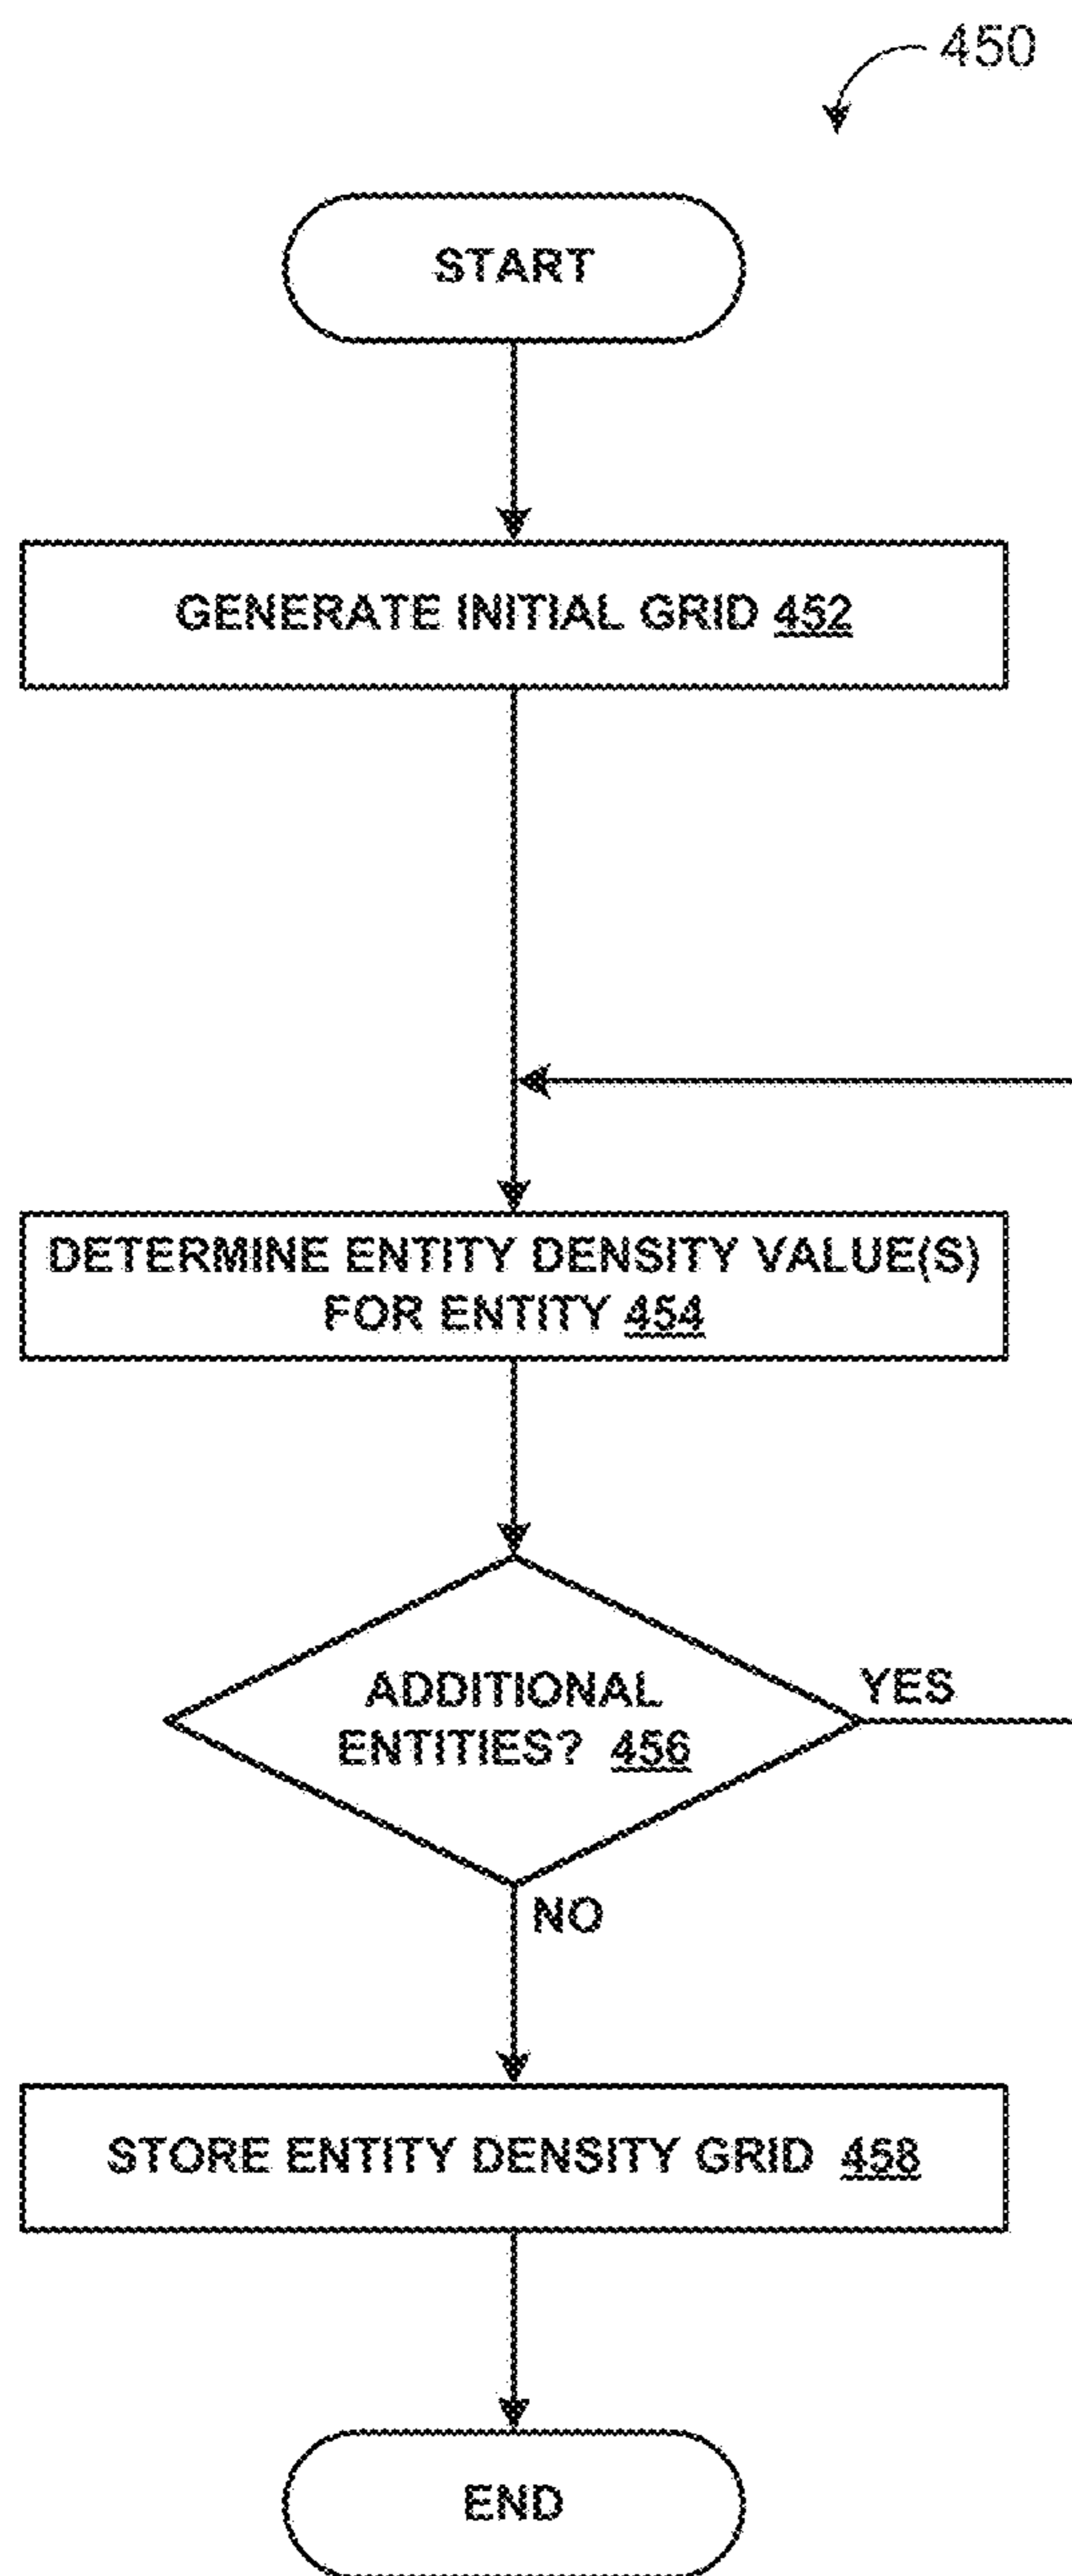 450
START
GENERATE INITIAL GRID 452
DETERMINE ENTITY DENSITY VALUE(S)
FOR ENTITY 454
ADDITIONAL
ENTITIES? 456
YES
NO
STORE ENTITY DENSITY GRID 458
END